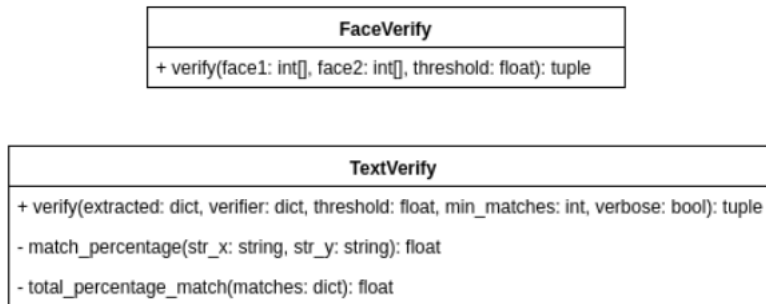 FaceVerify
+ verify(face1: int[], face2: int[], threshold: float): tuple
TextVerify
+ verify(extracted: dict, verifier: dict, threshold: float, min_matches: int, verbose: bool): tuple
- match_percentage(str_x: string, str_y: string): float
- total_percentage_match(matches: dict): float